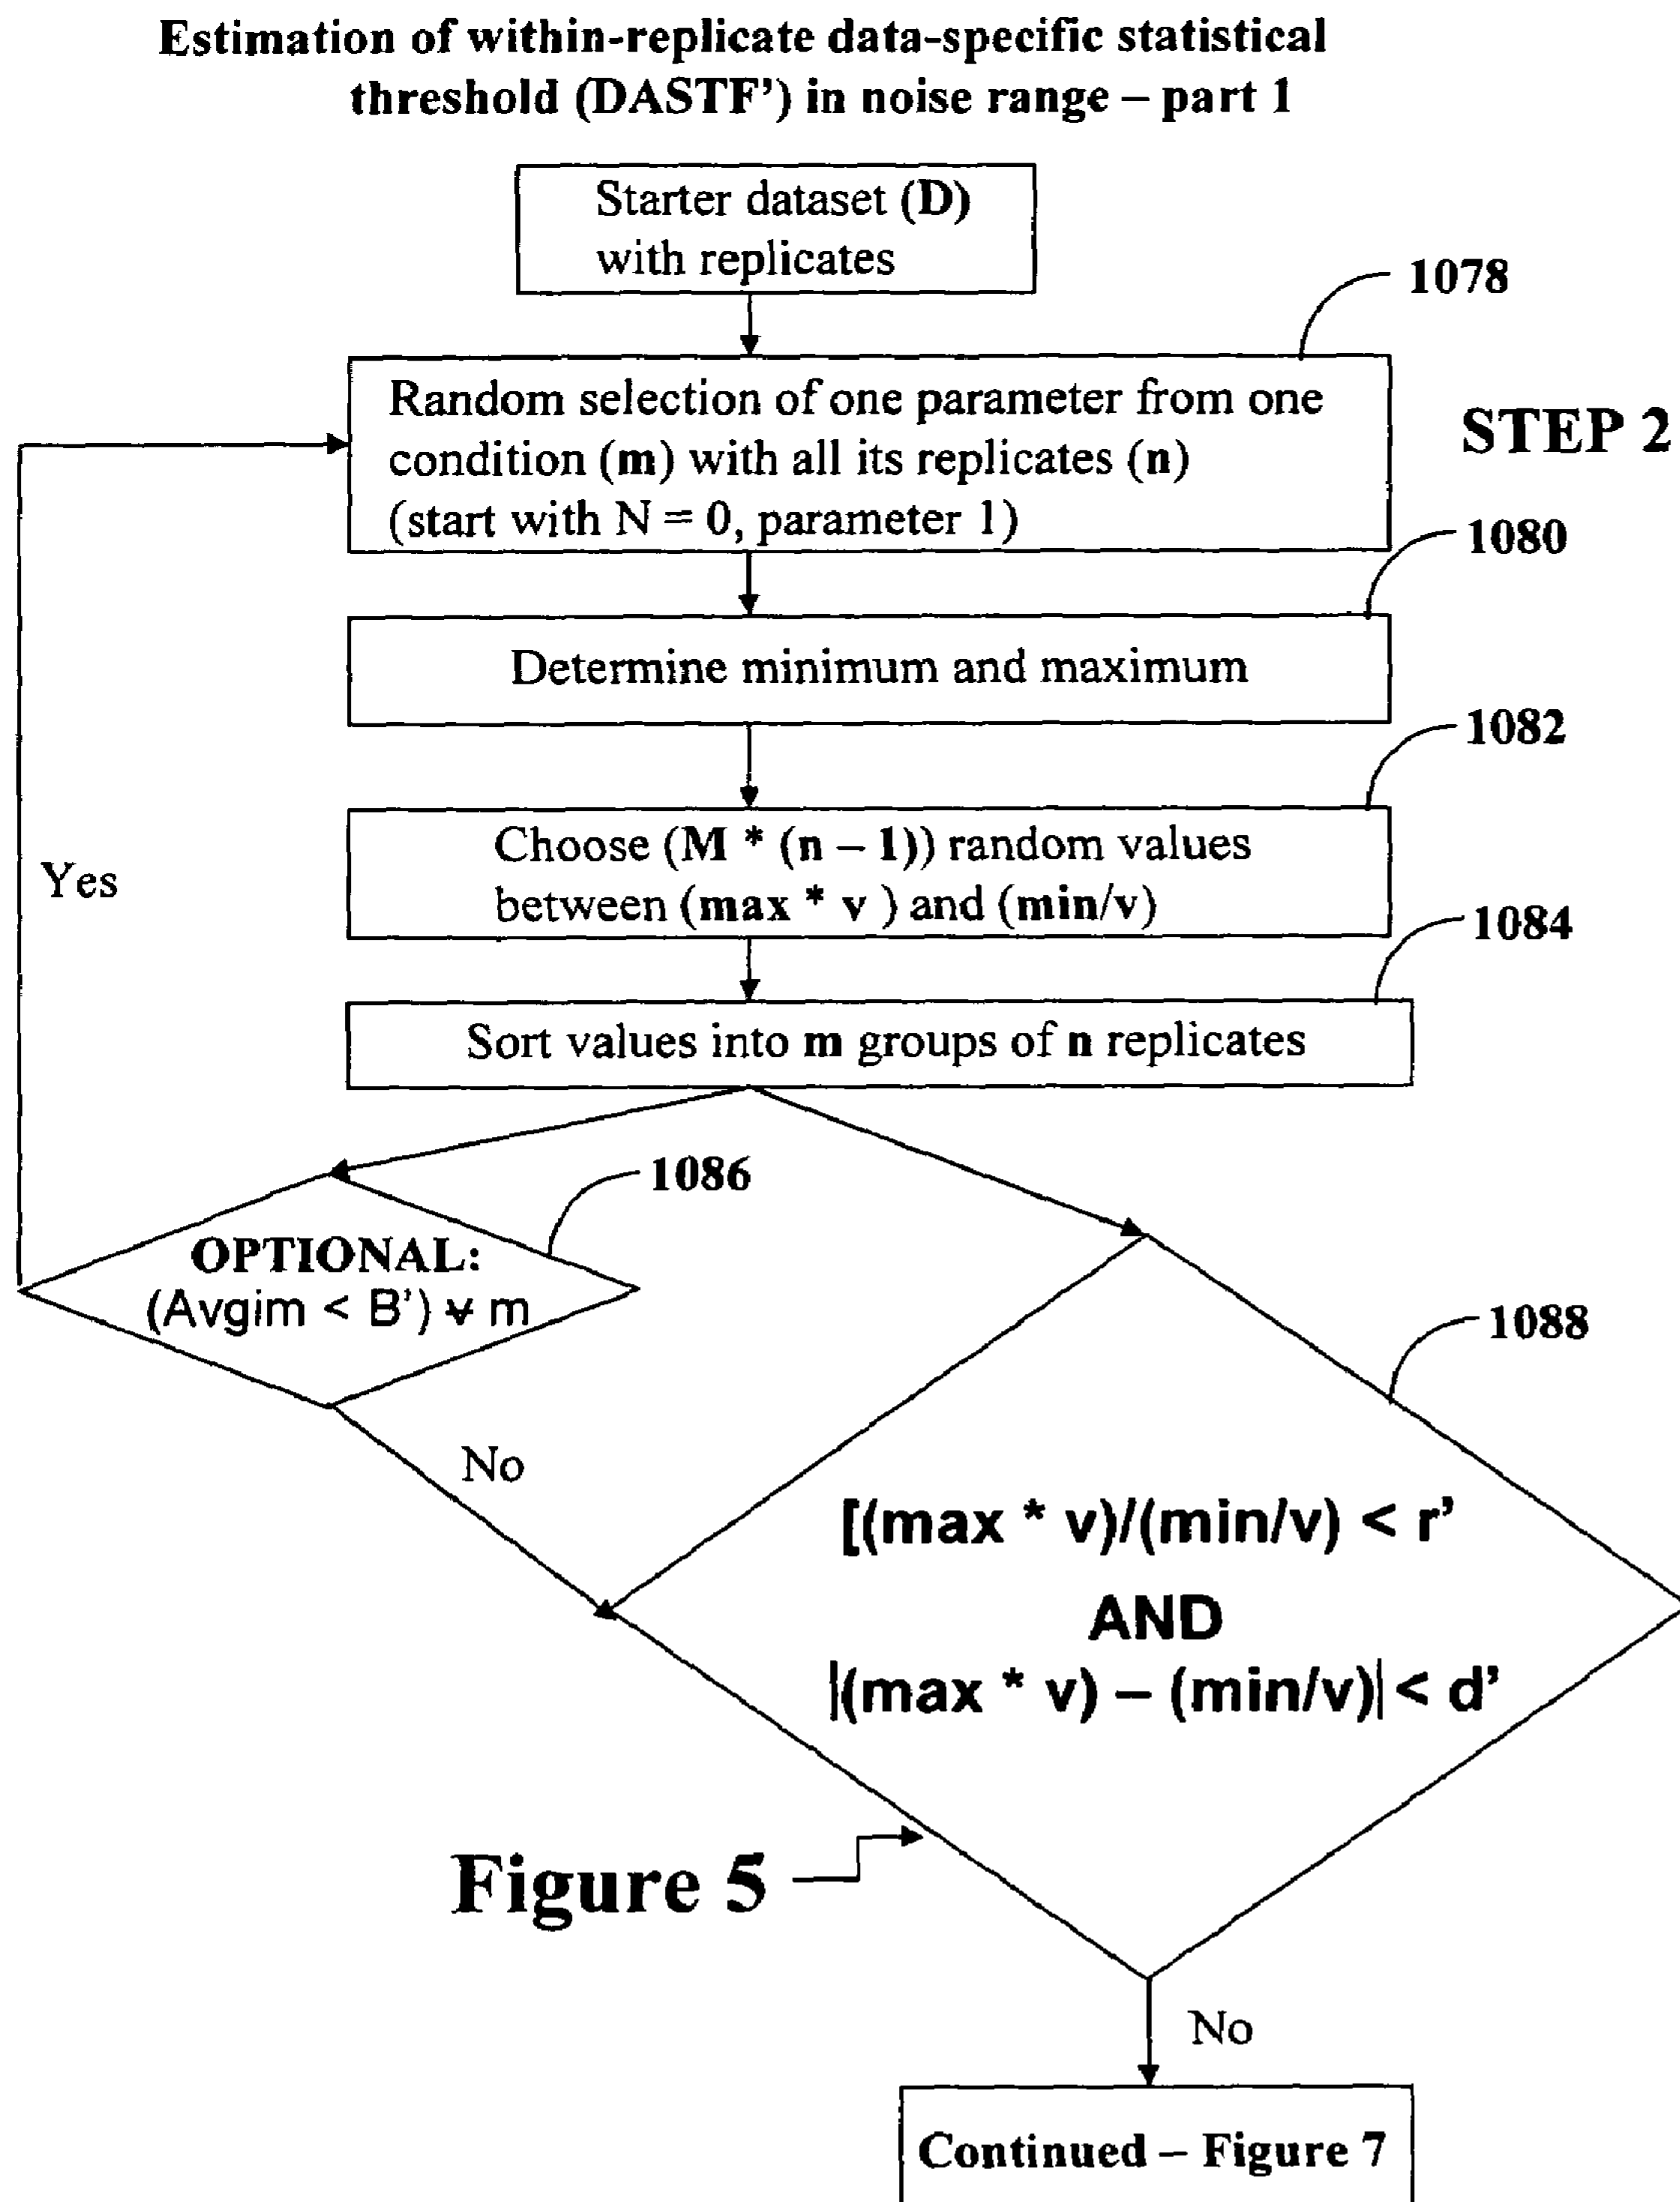 Estimation of within-replicate data-specific statistical
threshold (DASTF’) in noise range – part 1
Starter dataset (D)
with replicates
1078
Random selection of one parameter from one
condition (m) with all its replicates (n)
(start with N = 0, parameter 1)
STEP 2
1080
Determine minimum and maximum
1082
Choose (M * (n – 1)) random values
between (max * v ) and (min/v)
1084
Sort values into m groups of n replicates
Yes
1086
OPTIONAL:
(Avgim < B’) ∀ m
1088
No
[(max * v)/(min/v) < r’
AND
|(max * v) – (min/v)| < d’
Figure 5
No
Continued – Figure 7